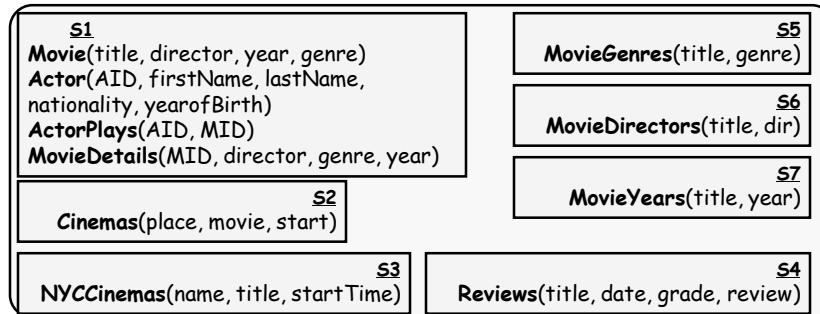 S1
Movie(title, director, year, genre)
Actor(AID, firstName, lastName,
nationality, yearofBirth)
ActorPlays(AID, MID)
MovieDetails(MID, director, genre, year)
S2
Cinemas(place, movie, start)
S3
NYCCinemas(name, title, startTime)
S5
MovieGenres(title, genre)
S6
MovieDirectors(title, dir)
S7
MovieYears(title, year)
S4
Reviews(title, date, grade, review)